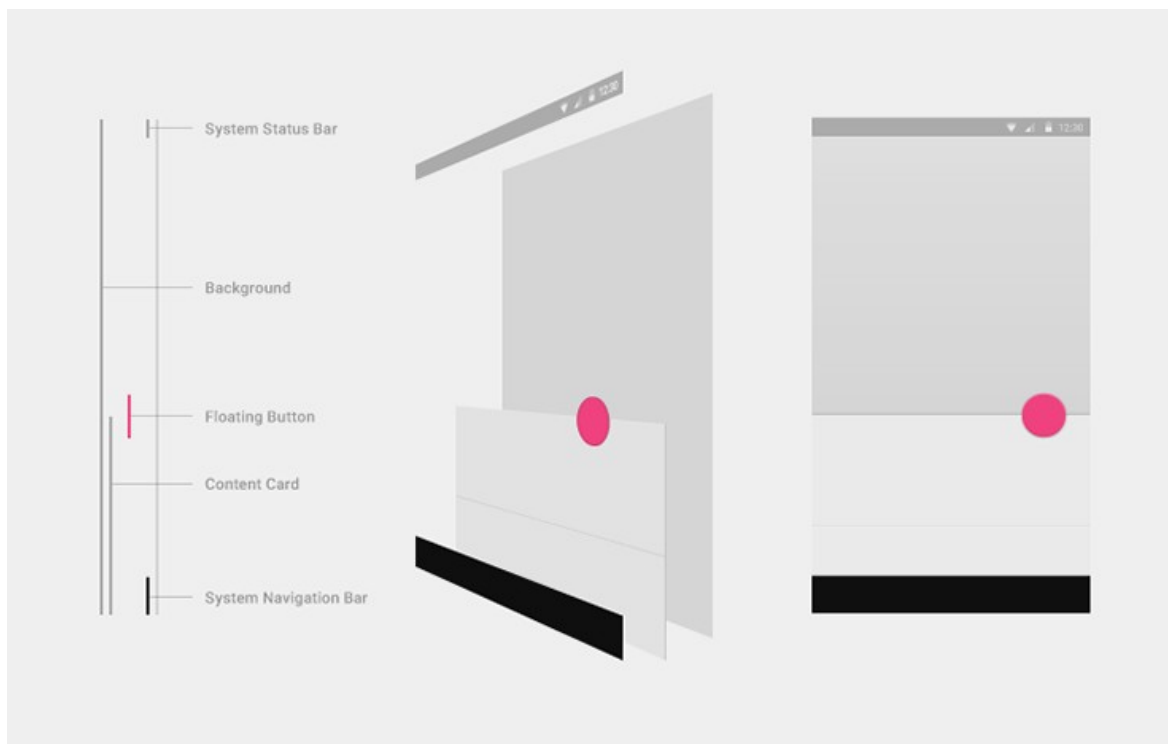 System Status Bar
Background
Floating Button
Content Card
System Navigation Bar
12:30
12:30